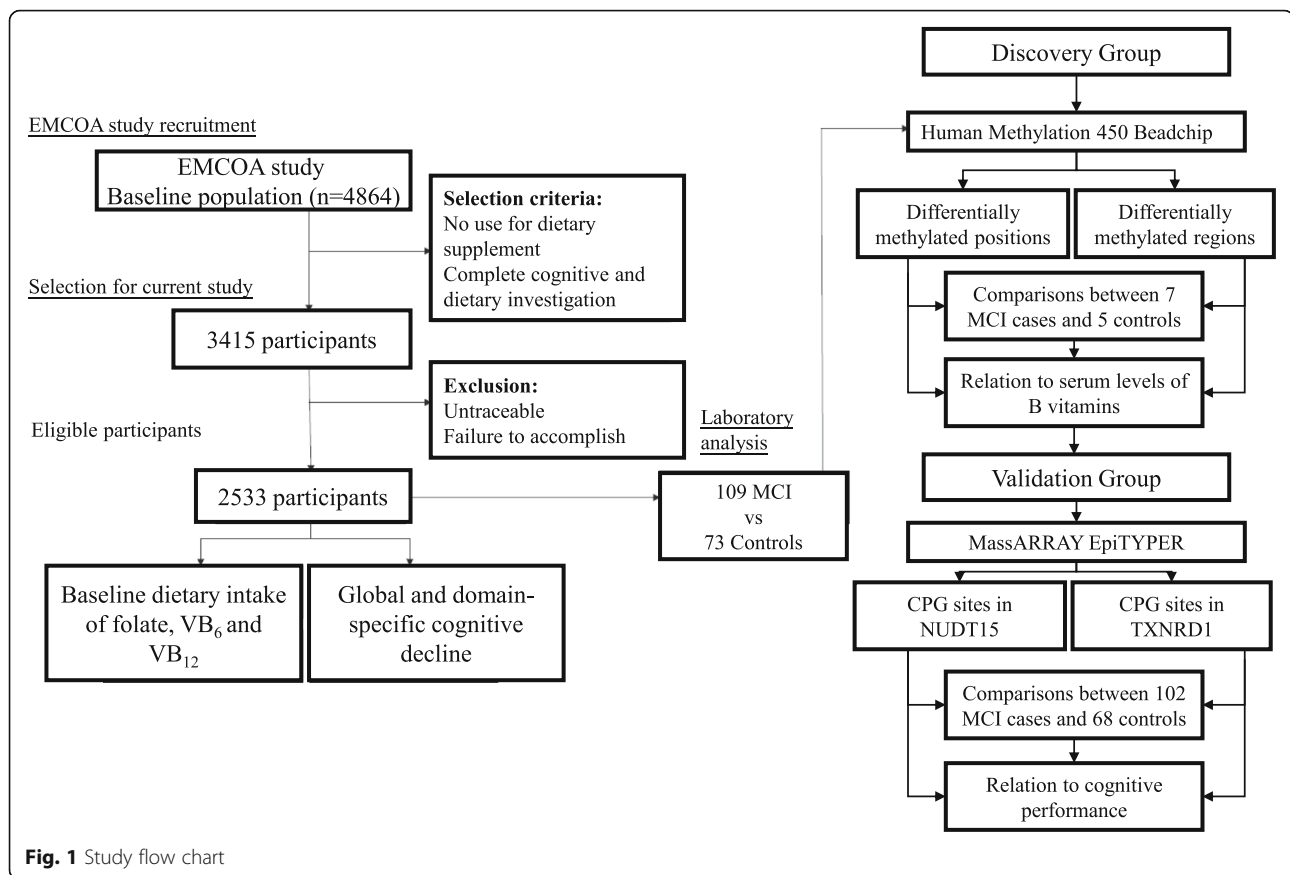 EMCOA study recruitment
EMCOA study
Baseline population (n=4864)
Selection criteria:
No use for dietary
supplement
Complete cognitive and
dietary investigation
Selection for current study
3415 participants
Exclusion:
Untraceable
Failure to accomplish
Eligible participants
2533 participants
Laboratory
analysis
109 MCI
vs
73 Controls
Baseline dietary intake
of folate, VB₆ and
VB₁₂
Global and domain-
specific cognitive
decline
Discovery Group
Human Methylation 450 Beadchip
Differentially
methylated positions
Differentially
methylated regions
Comparisons between 7
MCI cases and 5 controls
Relation to serum levels of
B vitamins
Validation Group
MassARRAY EpiTYPER
CPG sites in
NUDT15
CPG sites in
TXNRD1
Comparisons between 102
MCI cases and 68 controls
Relation to cognitive
performance
Fig. 1 Study flow chart